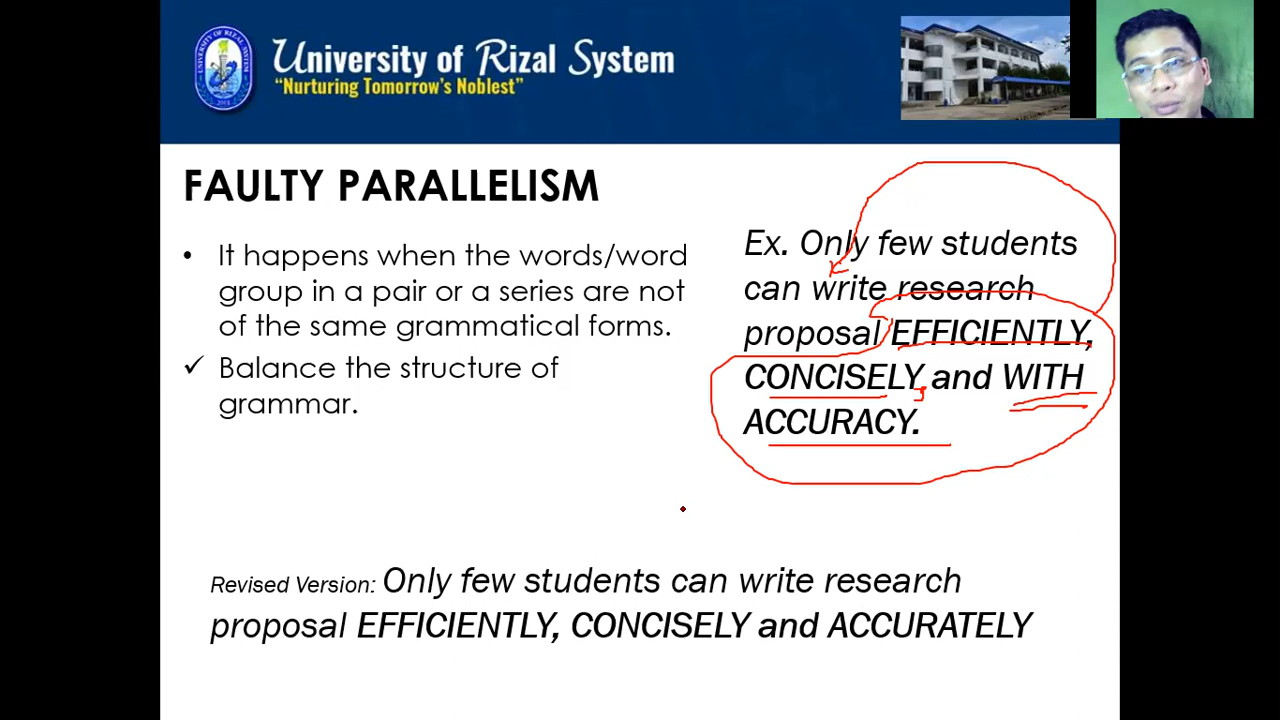 University of Rizal System
"Nurturing Tomorrow's Noblest"
FAULTY PARALLELISM
• It happens when the words/word
group in a pair or a series are not
of the same grammatical forms.
✓ Balance the structure of
grammar.
Ex. Only few students
can write research
proposal EFFICIENTLY,
CONCISELY, and WITH
ACCURACY.
Revised Version: Only few students can write research
proposal EFFICIENTLY, CONCISELY and ACCURATELY